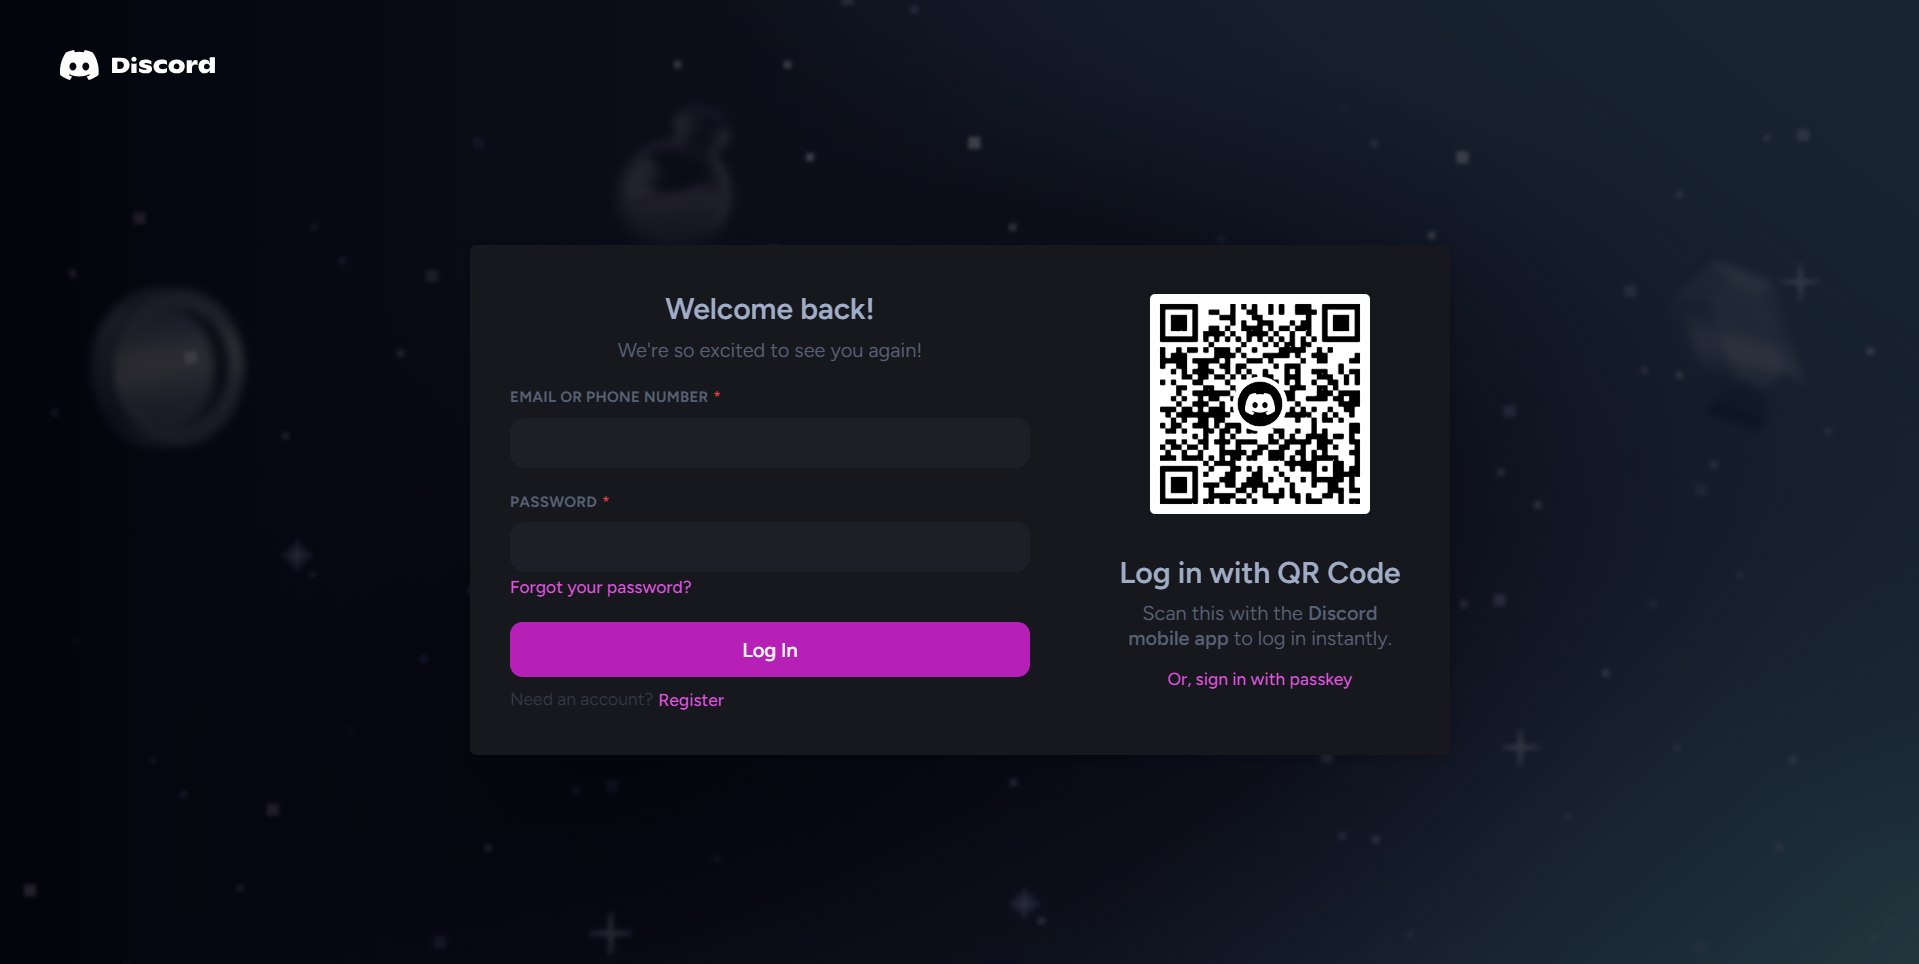 Discord
Welcome back!
We're so excited to see you again!
EMAIL OR PHONE NUMBER *
PASSWORD *
Forgot your password?
Log In
Need an account? Register
Log in with QR Code
Scan this with the Discord
mobile app to log in instantly.
Or, sign in with passkey